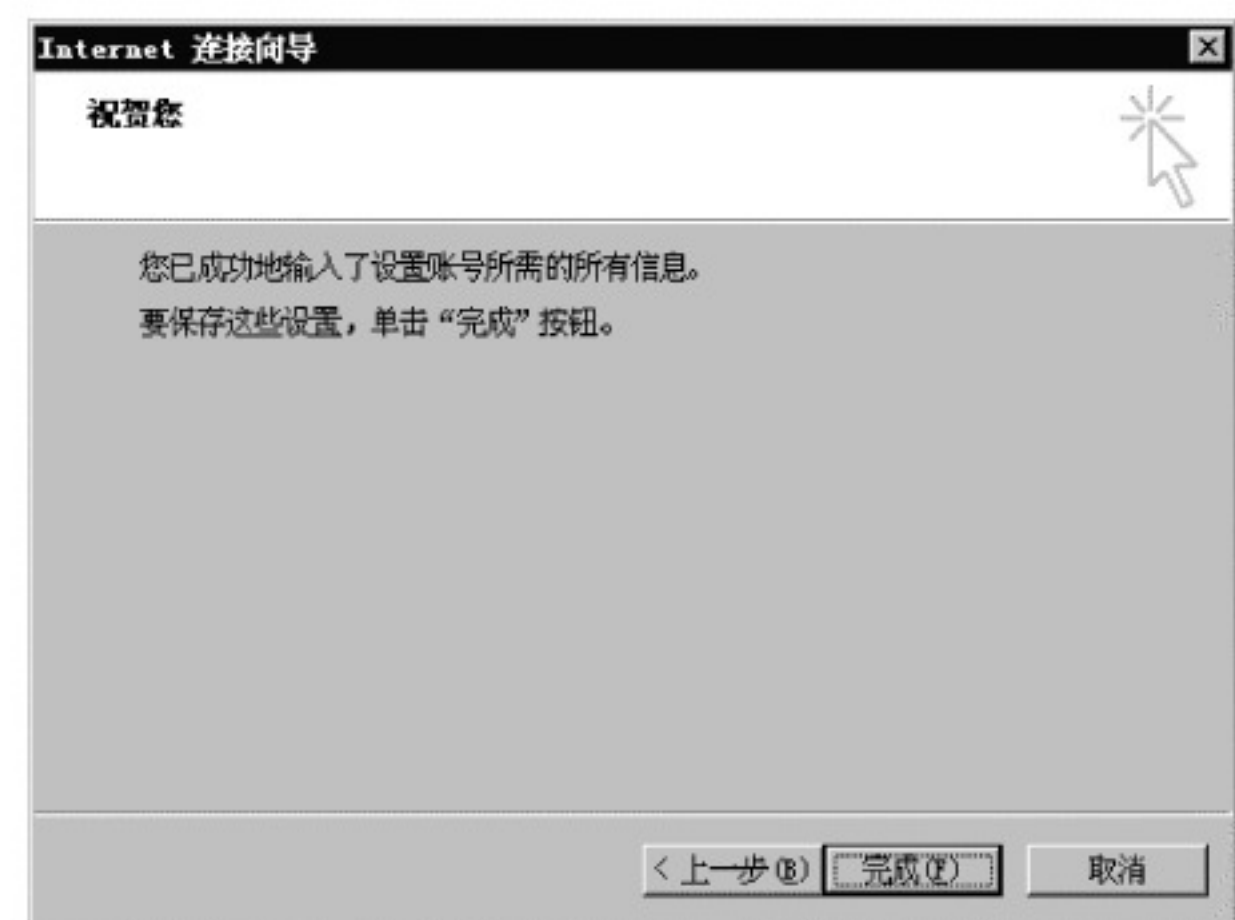 Internet 连接向导
祝贺您
您已成功地输入了设置账号所需的所有信息。
要保存这些设置，单击“完成”按钮。
<上一步(B) 完成(F) 取消